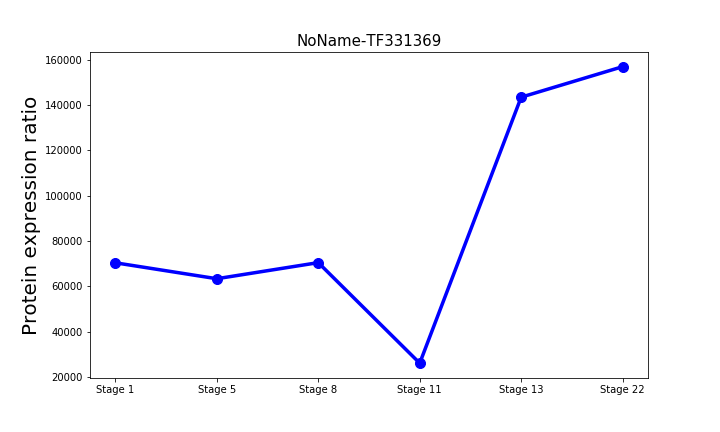 NoName-TF331369
Protein expression ratio
160000
140000
120000
100000
80000
60000
40000
20000
Stage 1 Stage 5 Stage 8 Stage 11 Stage 13 Stage 22